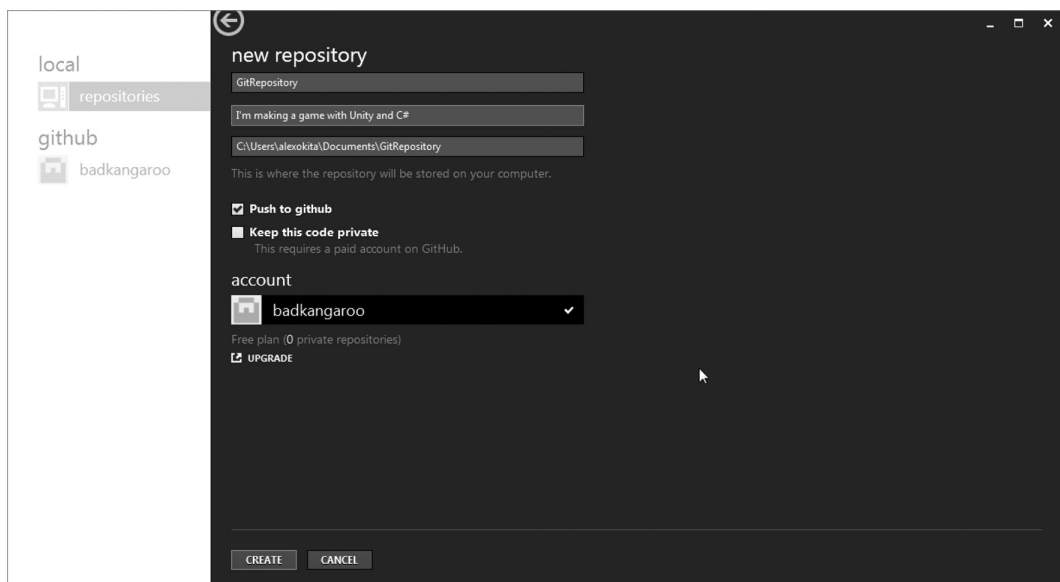 local
repositories
github
badkangaroo
new repository
GitRepository
I'm making a game with Unity and C#
C:\Users\alexokita\Documents\GitRepository
This is where the repository will be stored on your computer.
Push to github
Keep this code private
This requires a paid account on GitHub.
account
badkangaroo
Free plan (0 private repositories)
UPGRADE
CREATE
CANCEL